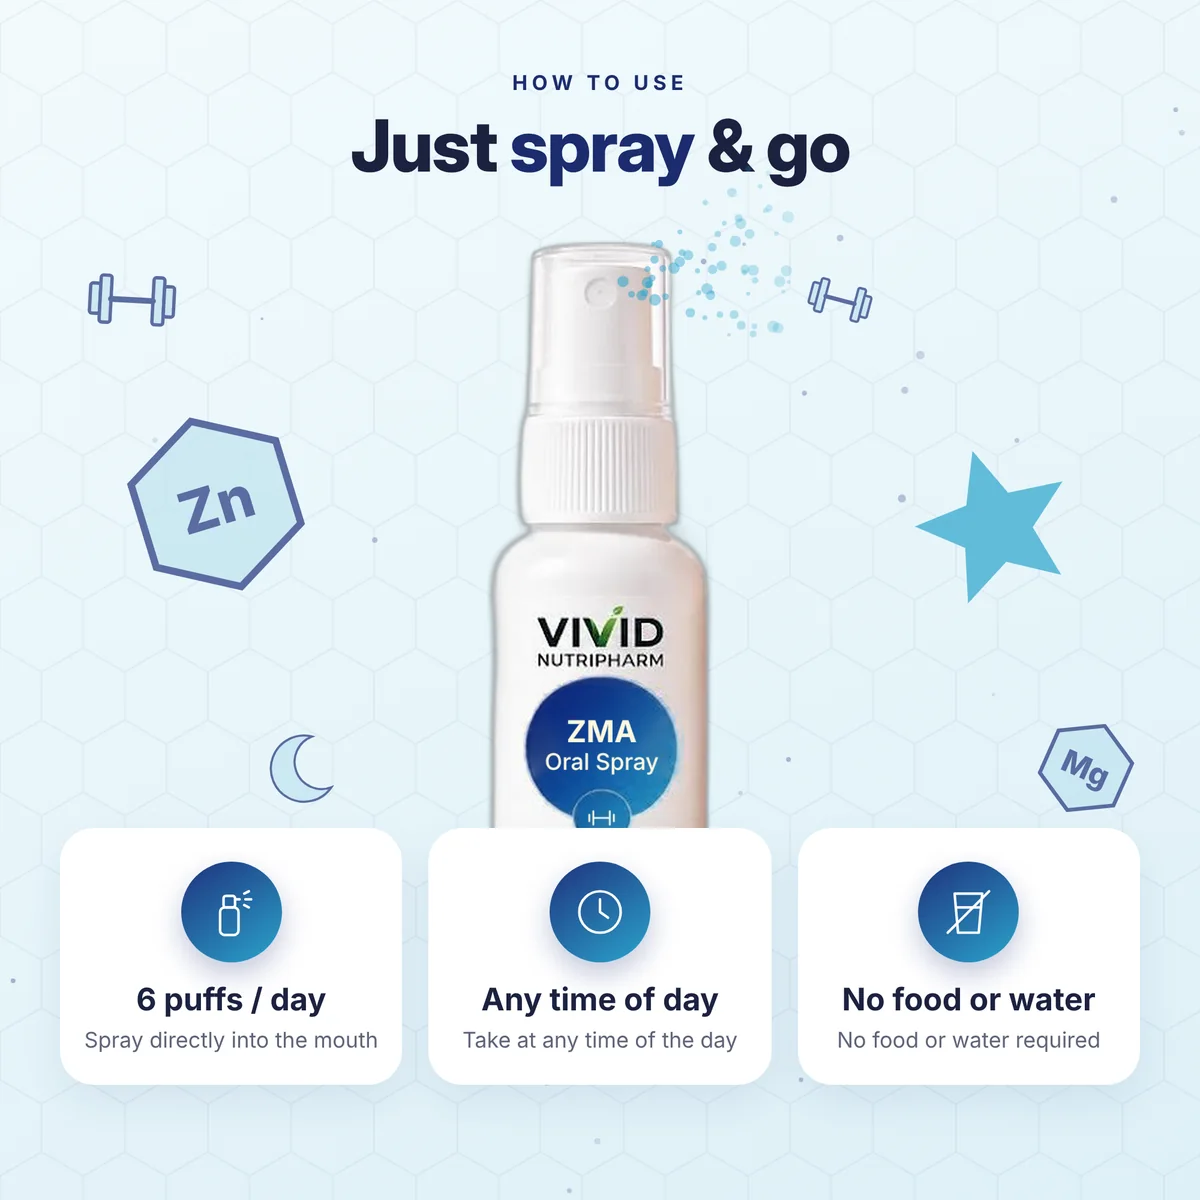 HOW TO USE
Just spray & go
Zn
VIVID
NUTRIPHARM
ZMA
Oral Spray
Mg
6 puffs / day
Spray directly into the mouth
Any time of day
Take at any time of the day
No food or water
No food or water required